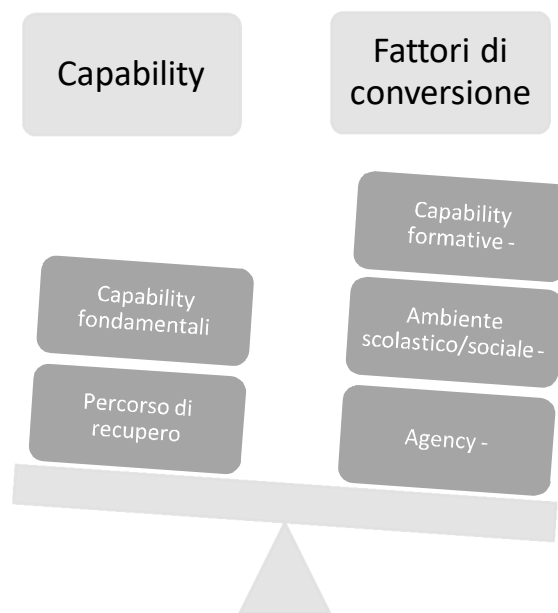 Capability
Fattori di
conversione
Capability
fondamentali
Percorso di
recupero
Capability
formative -
Ambiente
scolastico/sociale -
Agency -